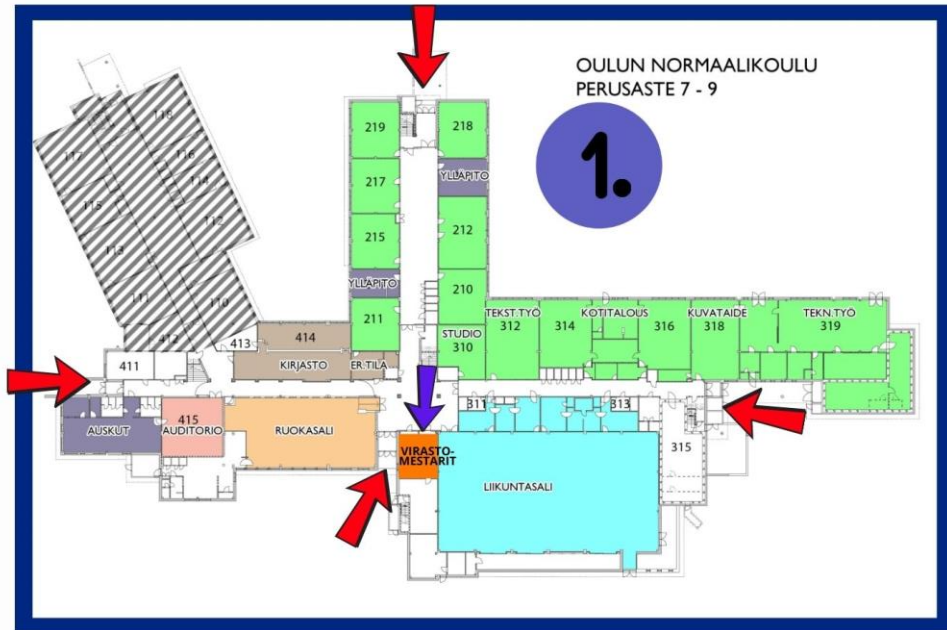 OULUN NORMAALIKOULU
PERUSASTE 7 - 9
1.
118
117
116
114
115
112
113
111
110
412
219
218
217
YLLÄPITO
215
212
YLLÄPITO
210
211
STUDIO
310
TEKST.TYÖ
312
314
KOTITALOUS
316
KUVATAIDE
318
TEKN.TYÖ
319
413
414
411
KIRJASTO
ER.TILA
AUSKUT
415
AUDITORIO
RUOKASALI
311
313
315
VIRASTO-
MESTARIT
LIIKUNTASALI